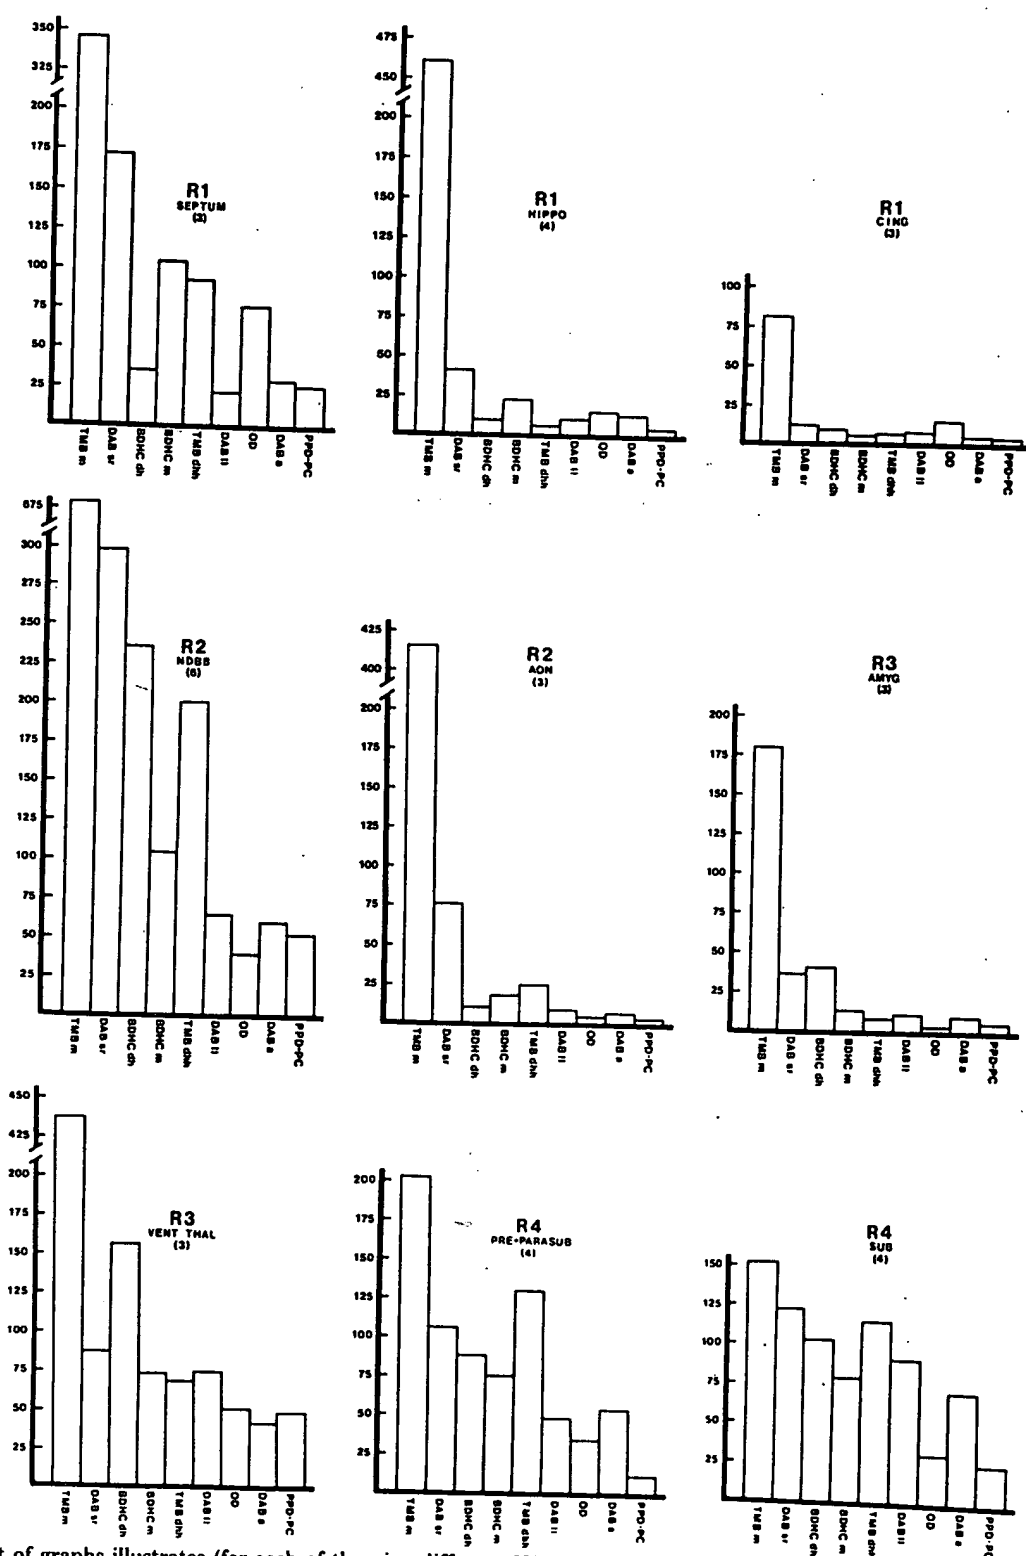 350
325
200
175
150
125
100
75
50
25
R1
SEPTUM
(3)
TMB m
DAB sr
BDHC dh
BDHC m
TMB dhh
DAB ll
OD
DAB s
PPD-PC
475
450
200
175
150
125
100
75
50
25
R1
HIPPO
(4)
TMB m
DAB sr
BDHC dh
BDHC m
TMB dhh
DAB ll
OD
DAB s
PPD-PC
100
75
50
25
R1
CING
(3)
TMB m
DAB sr
BDHC dh
BDHC m
TMB dhh
DAB ll
OD
DAB s
PPD-PC
675
300
275
250
225
200
175
150
125
100
75
50
25
R2
NDBB
(6)
TMB m
DAB sr
BDHC dh
BDHC m
TMB dhh
DAB ll
OD
DAB s
PPD-PC
425
400
200
175
150
125
100
75
50
25
R2
AON
(3)
TMB m
DAB sr
BDHC dh
BDHC m
TMB dhh
DAB ll
OD
DAB s
PPD-PC
200
175
150
125
100
75
50
25
R3
AMYG
(3)
TMB m
DAB sr
BDHC dh
BDHC m
TMB dhh
DAB ll
OD
DAB s
PPD-PC
450
425
200
175
150
125
100
75
50
25
R3
VENT THAL
(3)
TMB m
DAB sr
BDHC dh
BDHC m
TMB dhh
DAB ll
OD
DAB s
PPD-PC
200
175
150
125
100
75
50
25
R4
PRE+PARASUB
(4)
TMB m
DAB sr
BDHC dh
BDHC m
TMB dhh
DAB ll
OD
DAB s
PPD-PC
150
125
100
75
50
25
R4
SUB
(4)
TMB m
DAB sr
BDHC dh
BDHC m
TMB dhh
DAB ll
OD
DAB s
PPD-PC
of graphs illustrates (for each of